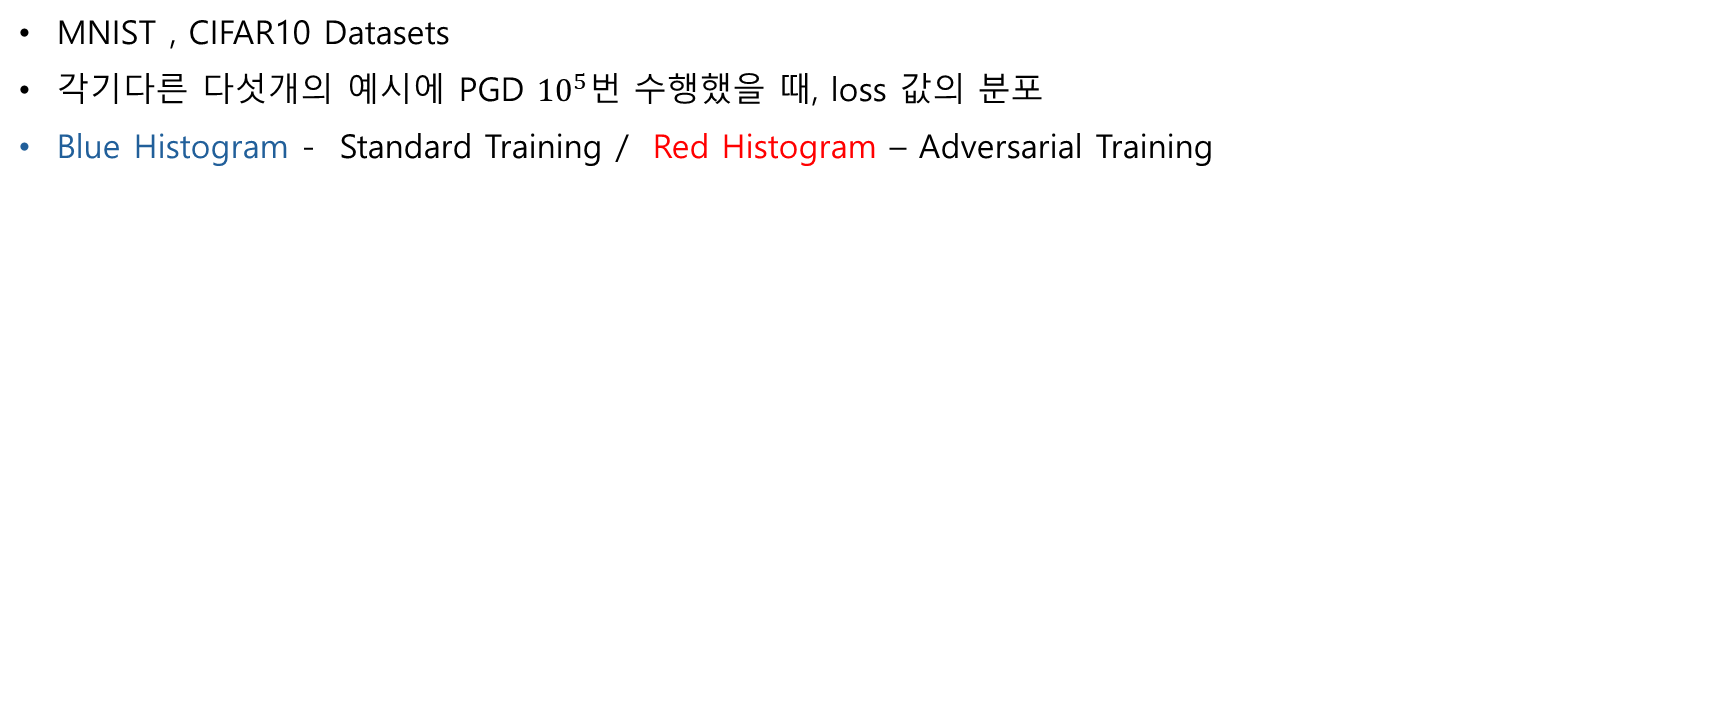 • MNIST , CIFAR10 Datasets
• 각기다른 다섯개의 예시에 PGD 10⁵번 수행했을 때, loss 값의 분포
• Blue Histogram - Standard Training / Red Histogram – Adversarial Training